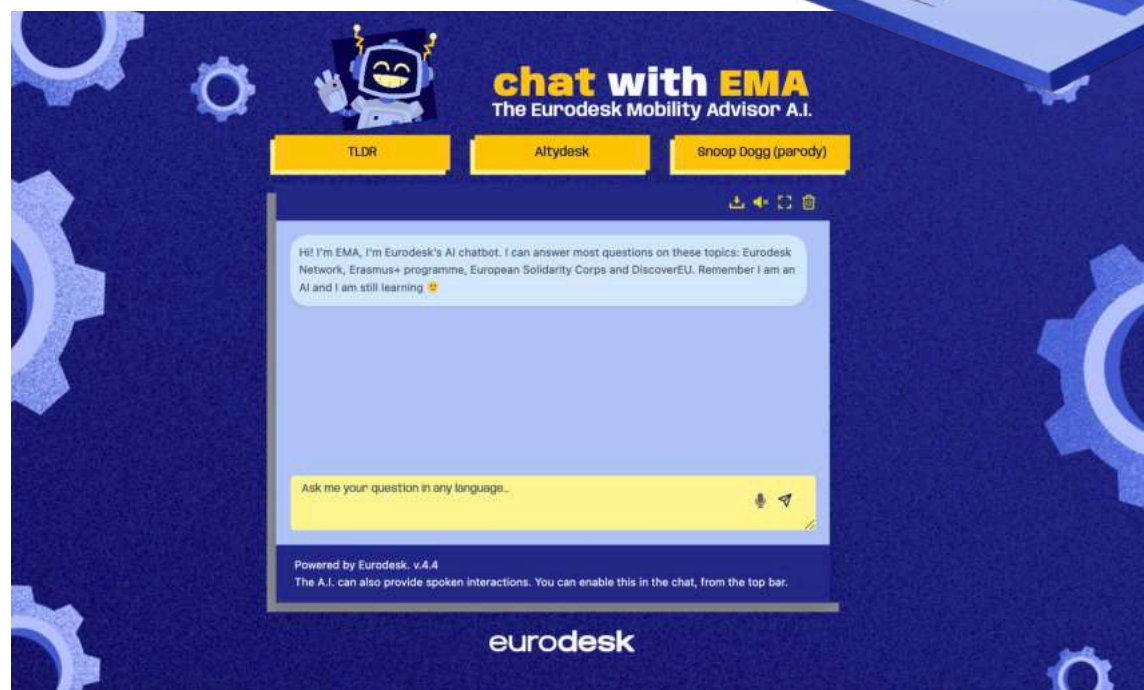 chat with EMA
The Eurodesk Mobility Advisor A.I.
TLDR
Altydesk
Snoop Dogg (parody)
Hi! I'm EMA, I'm Eurodesk's AI chatbot. I can answer most questions on these topics: Eurodesk
Network, Erasmus+ programme, European Solidarity Corps and DiscoverEU. Remember I am an
AI and I am still learning 🙂
Ask me your question in any language...
Powered by Eurodesk. v.4.4
The A.I. can also provide spoken interactions. You can enable this in the chat, from the top bar.
eurodesk